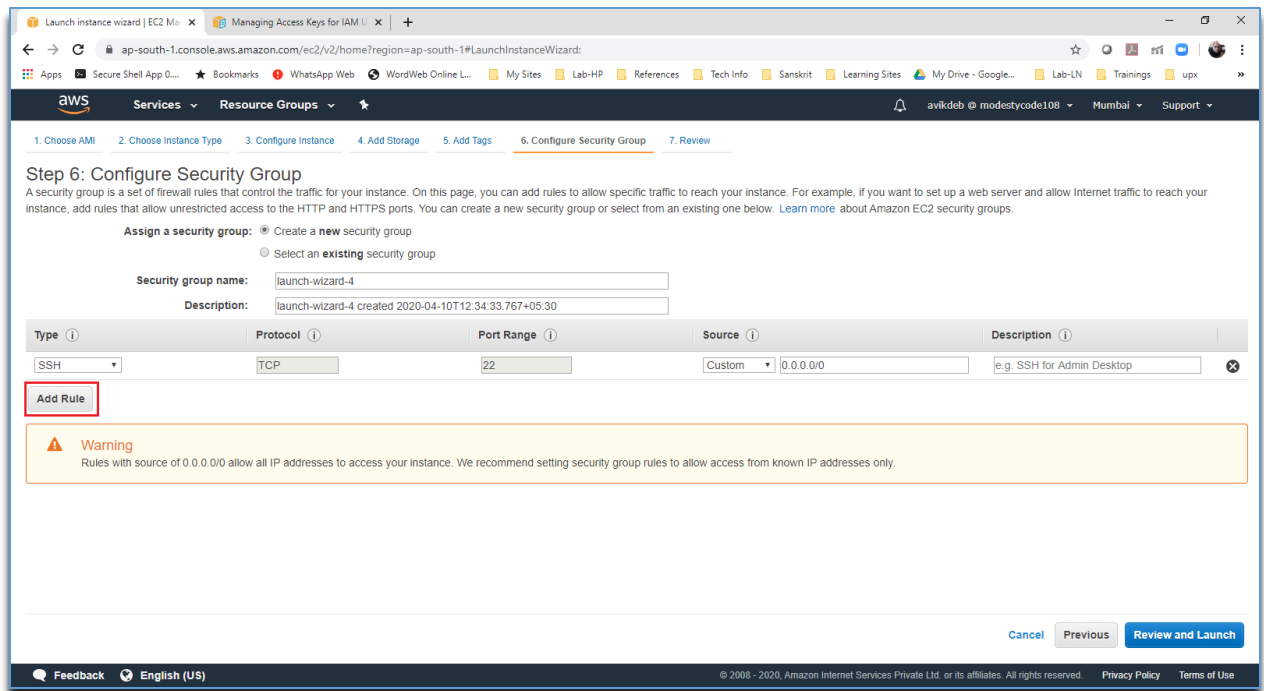 Launch instance wizard | EC2 Ma
Managing Access Keys for IAM U
ap-south-1.console.aws.amazon.com/ec2/v2/home?region=ap-south-1#LaunchInstanceWizard:
Apps Secure Shell App 0.... Bookmarks WhatsApp Web WordWeb Online L... My Sites Lab-HP References Tech Info Sanskrit Learning Sites My Drive - Google... Lab-LN Trainings upx »
aws Services Resource Groups avikdeb @ modestycode108 Mumbai Support
1. Choose AMI 2. Choose Instance Type 3. Configure Instance 4. Add Storage 5. Add Tags 6. Configure Security Group 7. Review
Step 6: Configure Security Group
A security group is a set of firewall rules that control the traffic for your instance. On this page, you can add rules to allow specific traffic to reach your instance. For example, if you want to set up a web server and allow Internet traffic to reach your
instance, add rules that allow unrestricted access to the HTTP and HTTPS ports. You can create a new security group or select from an existing one below. Learn more about Amazon EC2 security groups.
Assign a security group: Create a new security group
Select an existing security group
Security group name: launch-wizard-4
Description: launch-wizard-4 created 2020-04-10T12:34:33.767+05:30
Type i Protocol i Port Range i Source i Description i
SSH TCP 22 Custom 0.0.0.0/0 e.g. SSH for Admin Desktop
Add Rule
Warning
Rules with source of 0.0.0.0/0 allow all IP addresses to access your instance. We recommend setting security group rules to allow access from known IP addresses only.
Cancel Previous Review and Launch
Feedback English (US) © 2008 - 2020, Amazon Internet Services Private Ltd. or its affiliates. All rights reserved. Privacy Policy Terms of Use